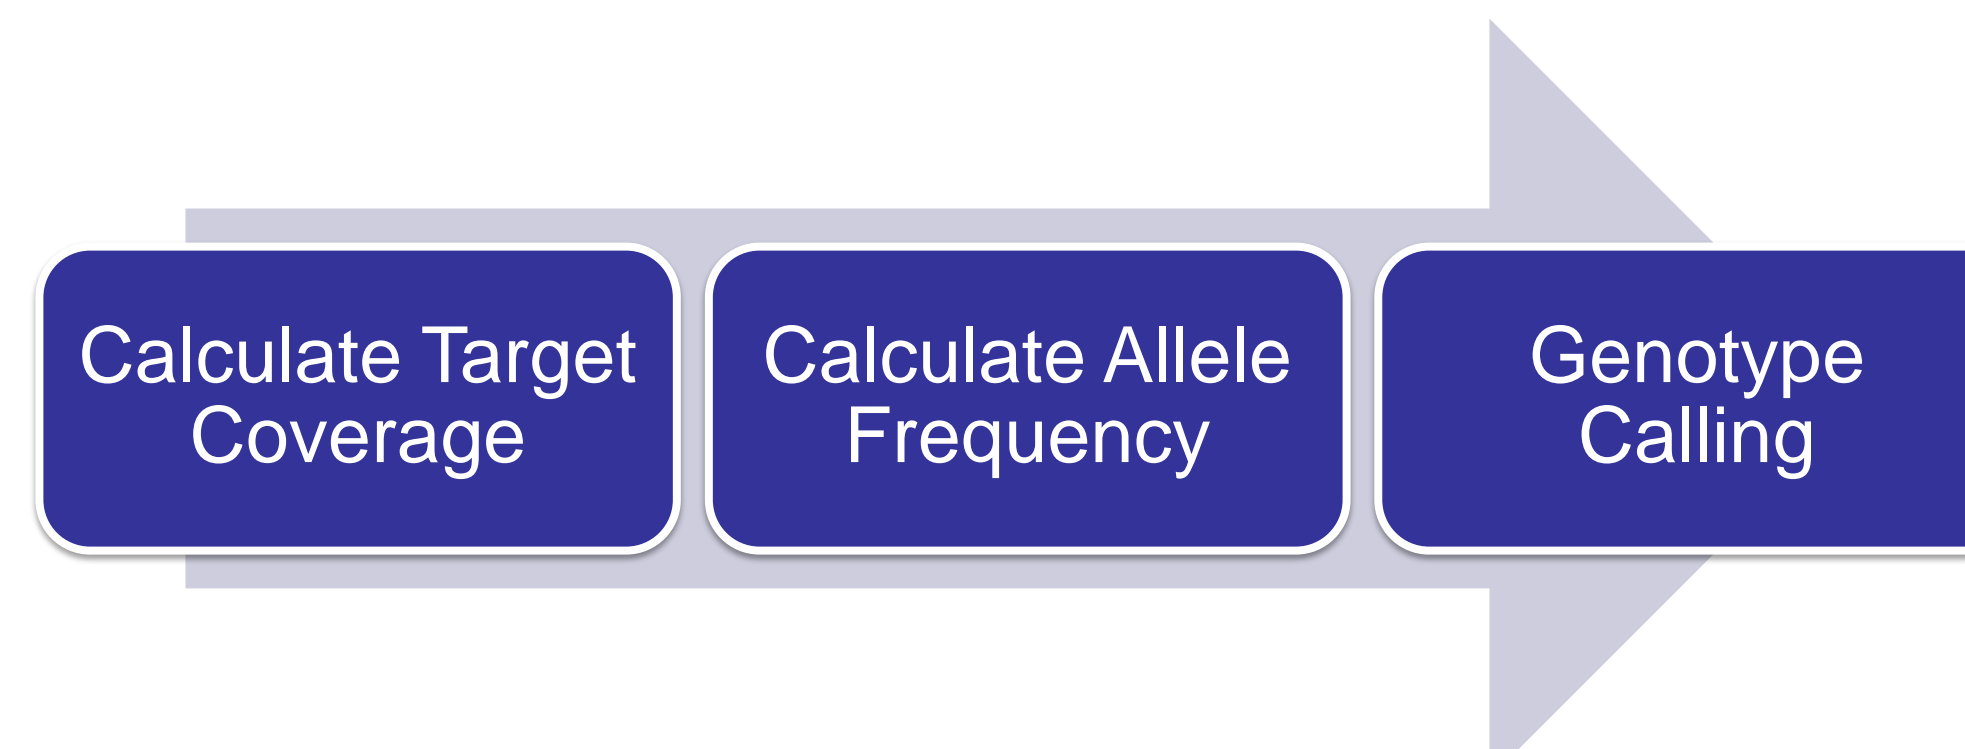 Calculate Target
Coverage
Calculate Allele
Frequency
Genotype
Calling